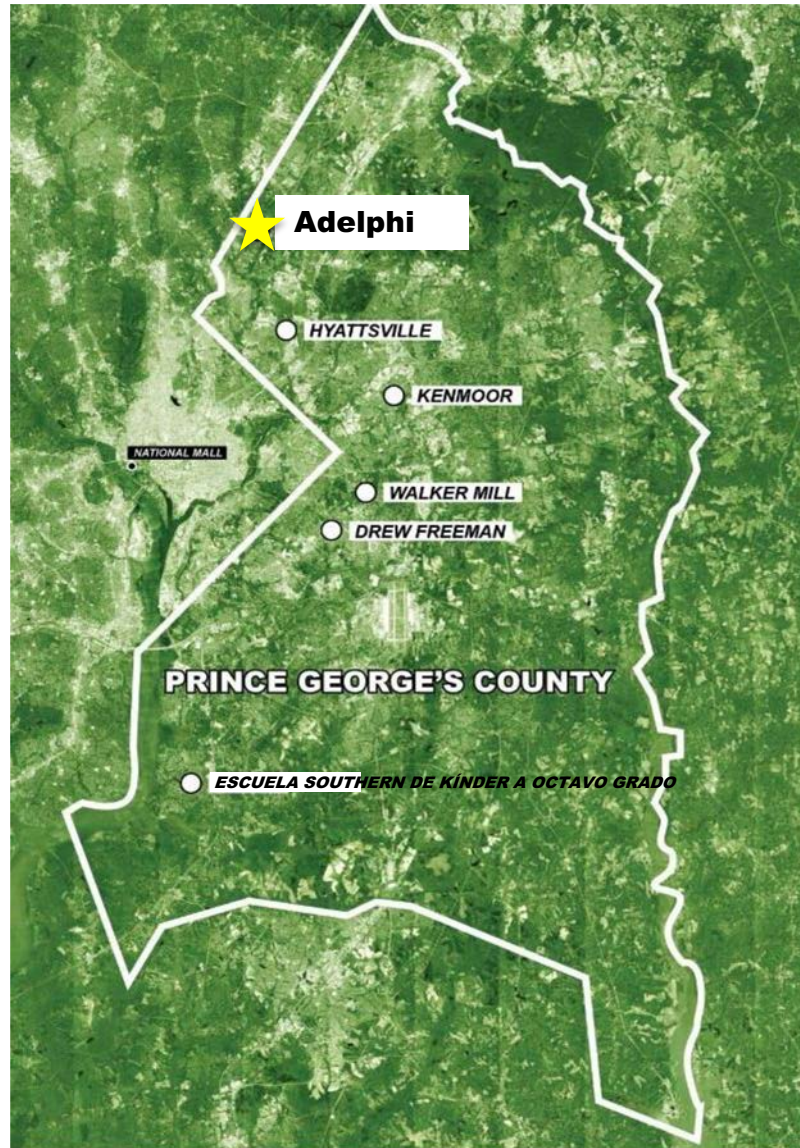 Adelphi
HYATTSVILLE
KENMOOR
NATIONAL MALL
WALKER MILL
DREW FREEMAN
PRINCE GEORGE'S COUNTY
ESCUELA SOUTHERN DE KÍNDER A OCTAVO GRADO